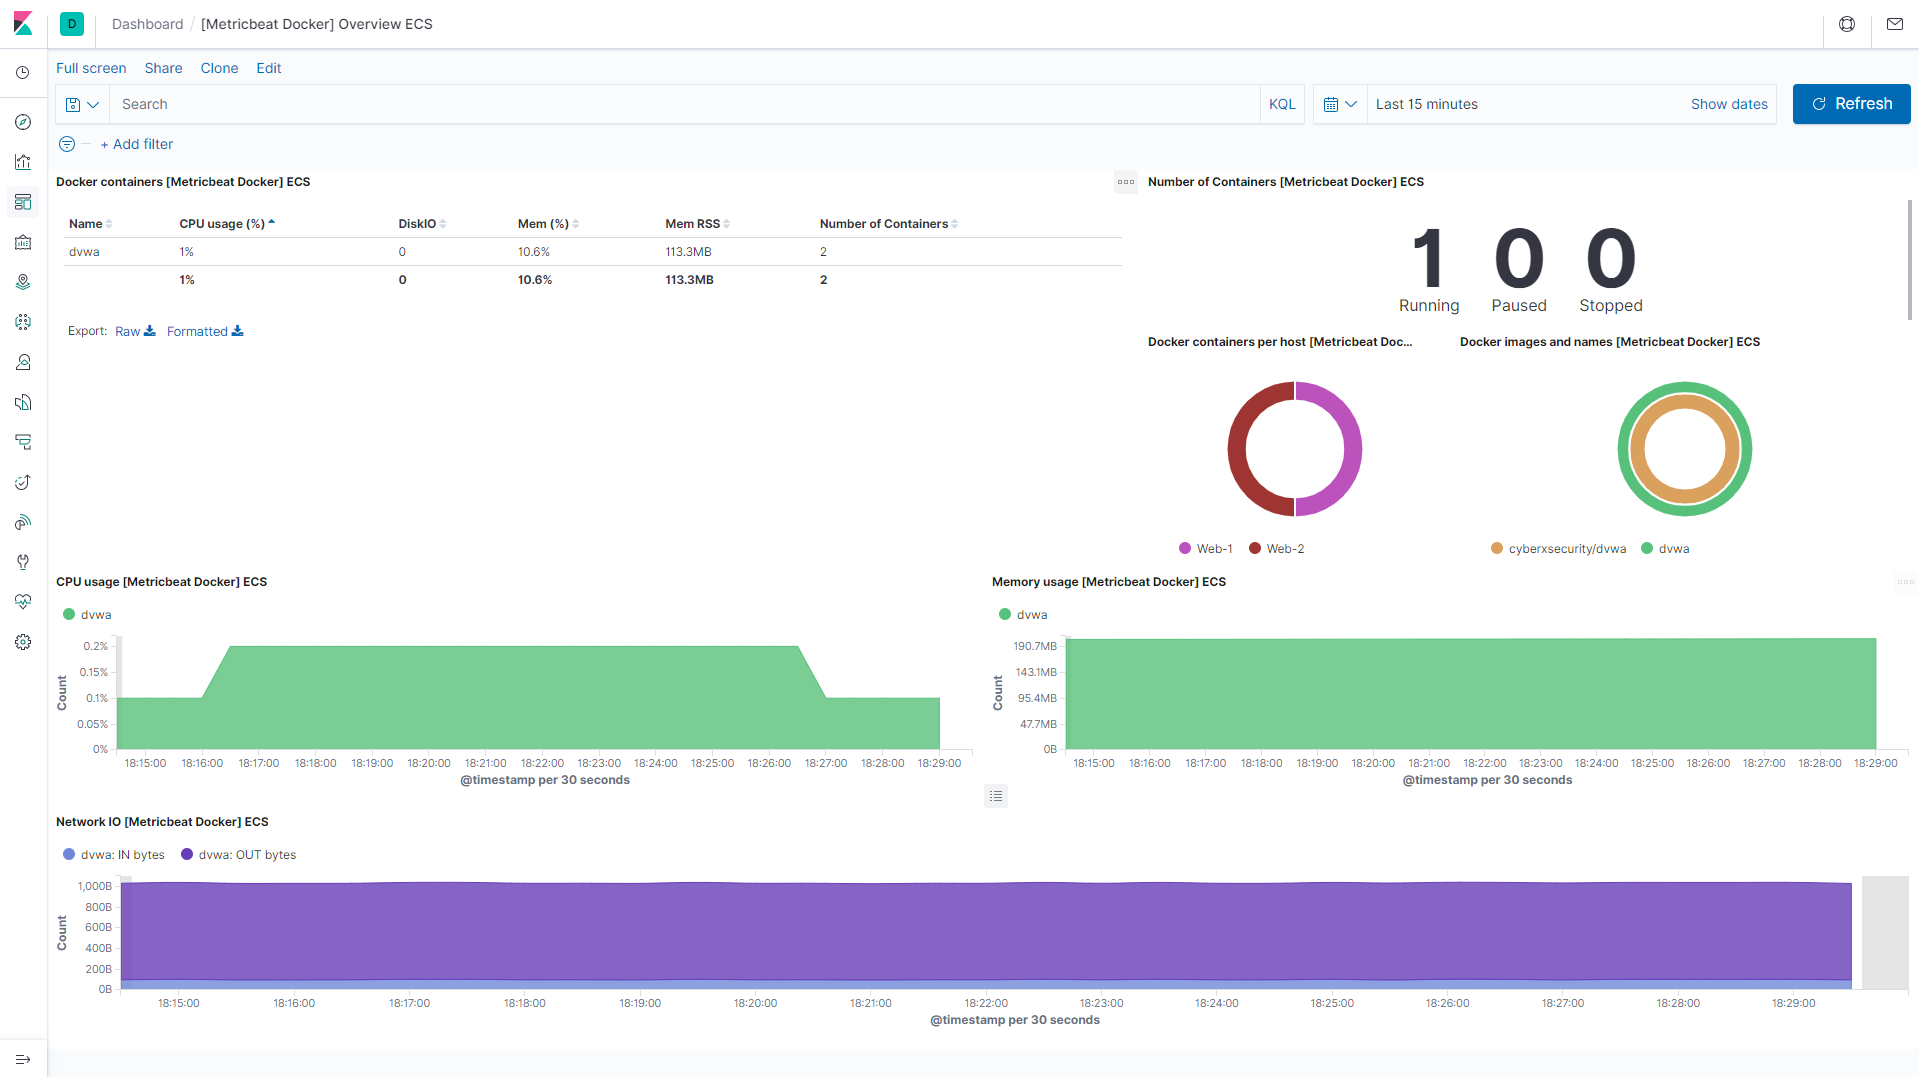 D Dashboard / [Metricbeat Docker] Overview ECS
Full screen Share Clone Edit
Search KQL Last 15 minutes Show dates Refresh
+ Add filter
Docker containers [Metricbeat Docker] ECS
Name CPU usage (%) DiskIO Mem (%) Mem RSS Number of Containers
dvwa 1% 0 10.6% 113.3MB 2
1% 0 10.6% 113.3MB 2
Export: Raw Formatted
Number of Containers [Metricbeat Docker] ECS
1 0 0
Running Paused Stopped
Docker containers per host [Metricbeat Doc...
Web-1 Web-2
Docker images and names [Metricbeat Docker] ECS
cyberxsecurity/dvwa dvwa
CPU usage [Metricbeat Docker] ECS
dvwa
0.2%
0.15%
0.1%
0.05%
0%
Count
18:15:00 18:16:00 18:17:00 18:18:00 18:19:00 18:20:00 18:21:00 18:22:00 18:23:00 18:24:00 18:25:00 18:26:00 18:27:00 18:28:00 18:29:00
@timestamp per 30 seconds
Memory usage [Metricbeat Docker] ECS
dvwa
190.7MB
143.1MB
95.4MB
47.7MB
0B
Count
18:15:00 18:16:00 18:17:00 18:18:00 18:19:00 18:20:00 18:21:00 18:22:00 18:23:00 18:24:00 18:25:00 18:26:00 18:27:00 18:28:00 18:29:00
@timestamp per 30 seconds
Network IO [Metricbeat Docker] ECS
dvwa: IN bytes dvwa: OUT bytes
1,000B
800B
600B
400B
200B
0B
Count
18:15:00 18:16:00 18:17:00 18:18:00 18:19:00 18:20:00 18:21:00 18:22:00 18:23:00 18:24:00 18:25:00 18:26:00 18:27:00 18:28:00 18:29:00
@timestamp per 30 seconds